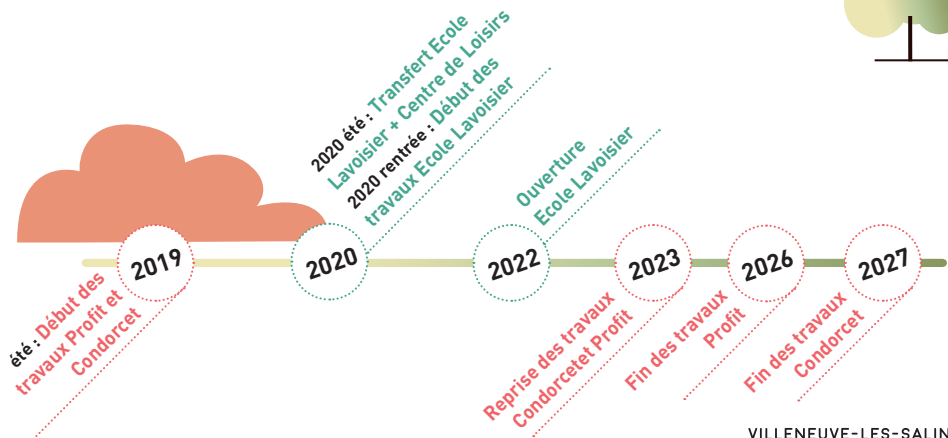 2020 été : Transfert Ecole
Lavoisier + Centre de Loisirs
2020 rentrée : Début des
travaux Ecole Lavoisier
Ouverture
Ecole Lavoisier
2019
2020
2022
2023
2026
2027
été : Début des
travaux Profit et
Condorcet
Reprise des travaux
Condorcetet Profit
Fin des travaux
Profit
Fin des travaux
Condorcet
VILLENEUVE-LES-SALIN